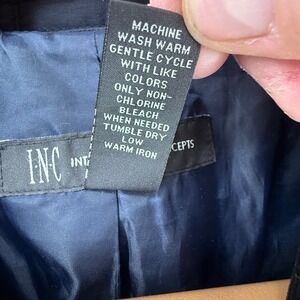 MACHINE
WASH WARM
GENTLE CYCLE
WITH LIKE
COLORS
ONLY NON-
CHLORINE
BLEACH
WHEN NEEDED
TUMBLE DRY
LOW
WARM IRON
I·N·C INT CEPTS